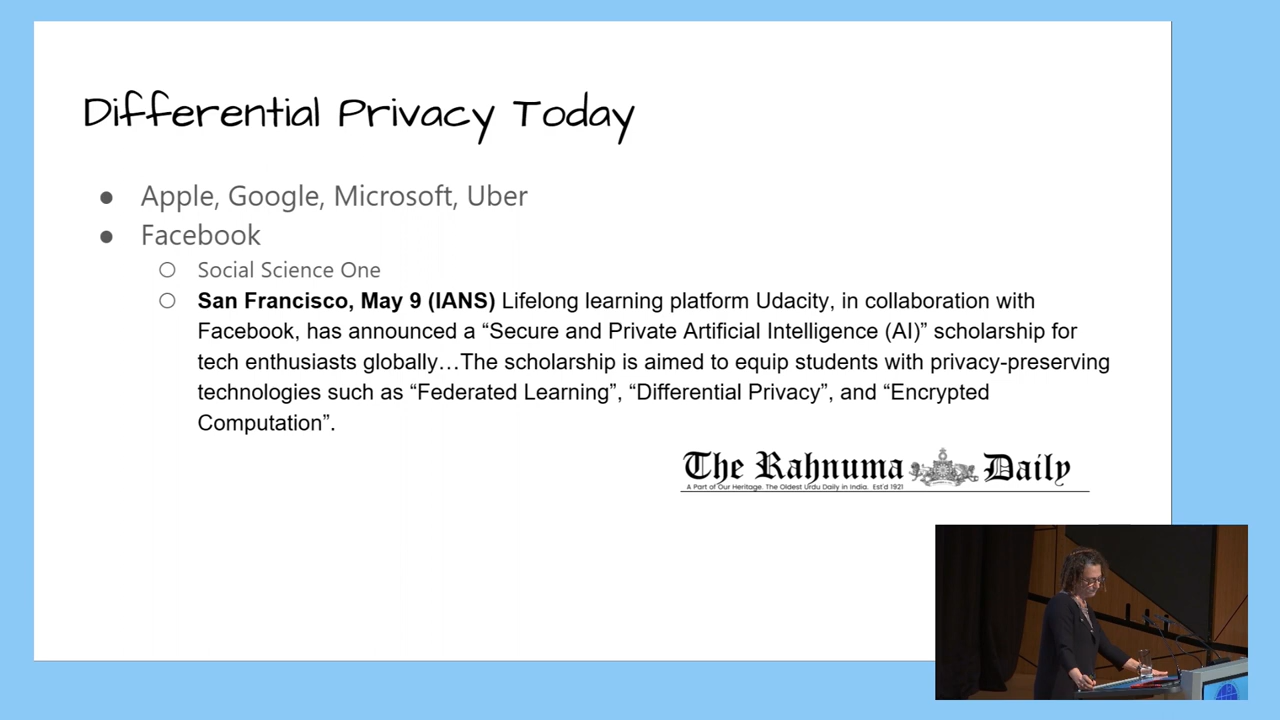 Differential Privacy Today
● Apple, Google, Microsoft, Uber
● Facebook
○ Social Science One
○ San Francisco, May 9 (IANS) Lifelong learning platform Udacity, in collaboration with
Facebook, has announced a “Secure and Private Artificial Intelligence (AI)” scholarship for
tech enthusiasts globally…The scholarship is aimed to equip students with privacy-preserving
technologies such as “Federated Learning”, “Differential Privacy”, and “Encrypted
Computation”.
The Rahnuma Daily
A Part of Our Heritage. The Oldest Urdu Daily in India. Est'd 1921